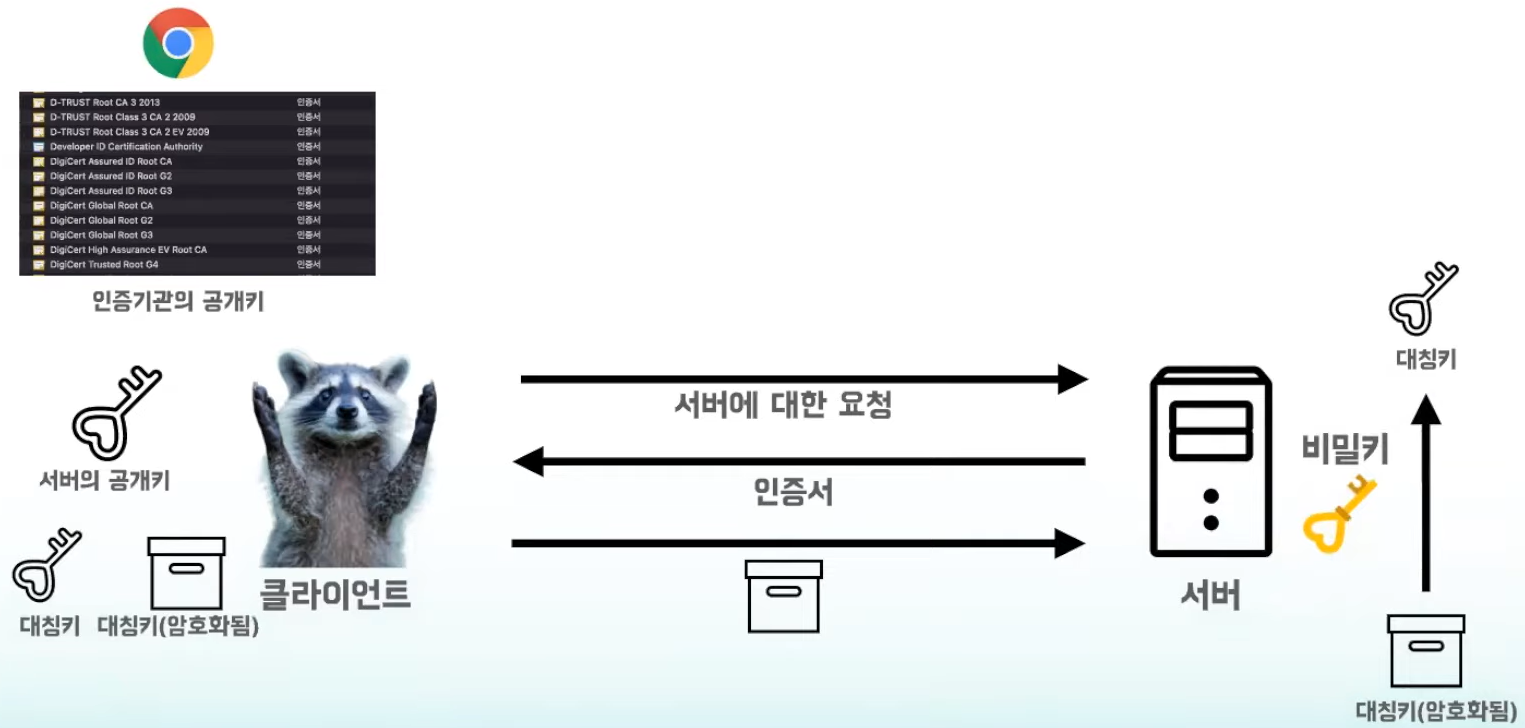 D-TRUST Root CA 3 2013 인증서
D-TRUST Root Class 3 CA 2 2009 인증서
D-TRUST Root Class 3 CA 2 EV 2009 인증서
Developer ID Certification Authority 인증서
DigiCert Assured ID Root CA 인증서
DigiCert Assured ID Root G2 인증서
DigiCert Assured ID Root G3 인증서
DigiCert Global Root CA 인증서
DigiCert Global Root G2 인증서
DigiCert Global Root G3 인증서
DigiCert High Assurance EV Root CA 인증서
DigiCert Trusted Root G4 인증서
인증기관의 공개키
대칭키
서버에 대한 요청
비밀키
서버의 공개키
인증서
클라이언트
서버
대칭키
대칭키(암호화됨)
대칭키(암호화됨)